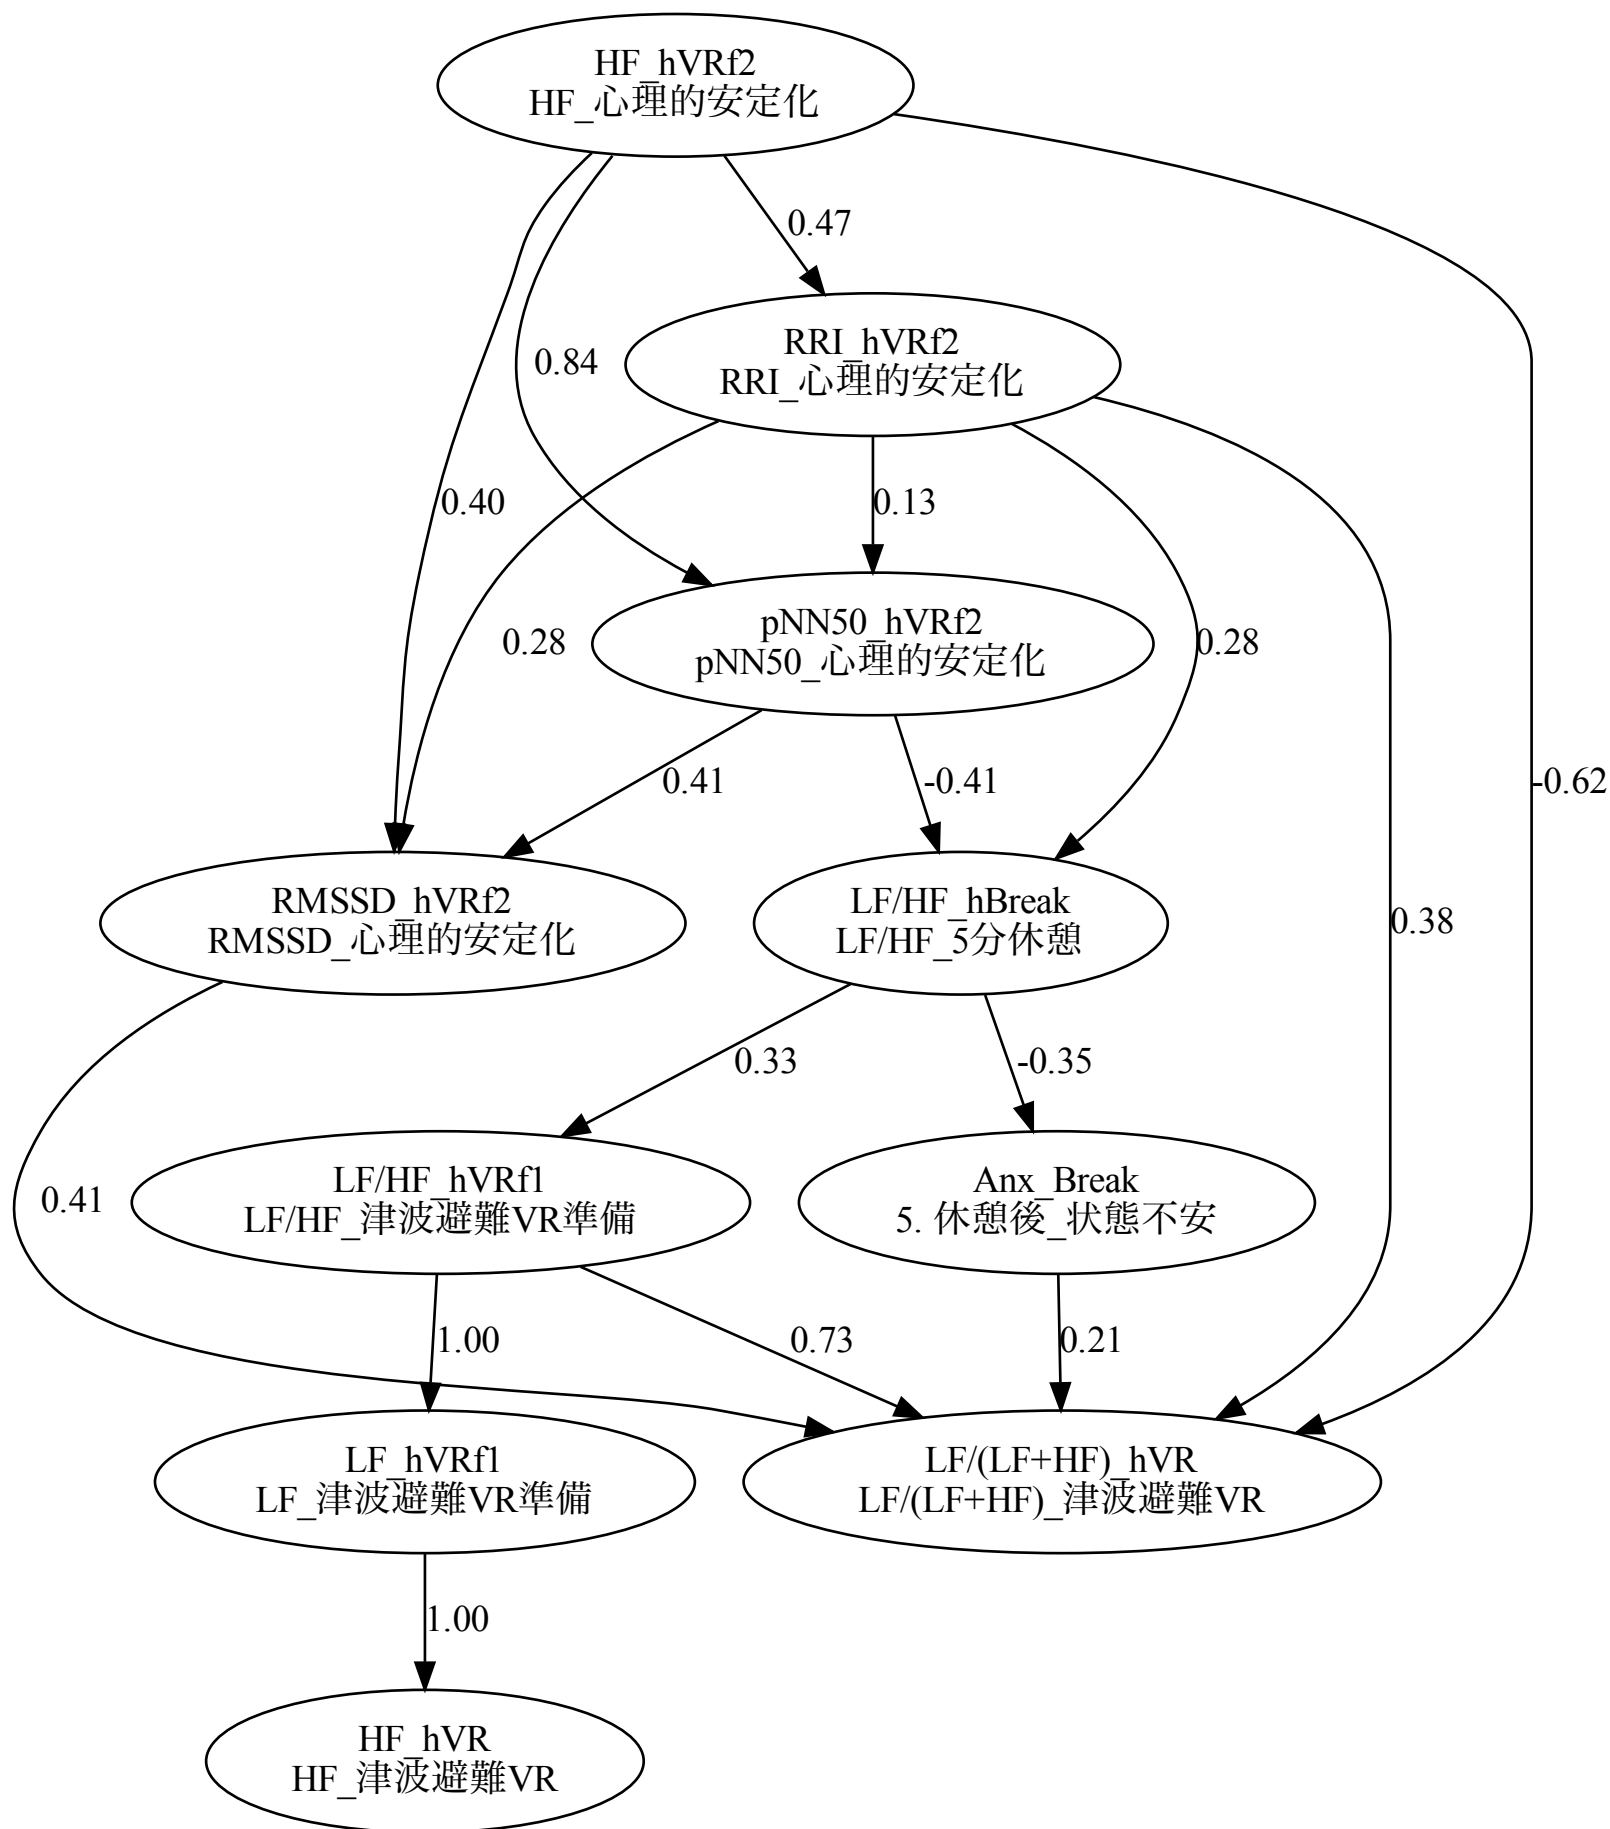 HF_hVRf2
HF_心理的安定化
0.47
RRI_hVRf2
RRI_心理的安定化
0.84
0.40
0.13
pNN50_hVRf2
pNN50_心理的安定化
0.28
0.28
0.41
-0.41
-0.62
RMSSD_hVRf2
RMSSD_心理的安定化
LF/HF_hBreak
LF/HF_5分休憩
0.38
0.33
-0.35
LF/HF_hVRf1
LF/HF_津波避難VR準備
Anx_Break
5. 休憩後_状態不安
0.41
1.00
0.73
0.21
LF_hVRf1
LF_津波避難VR準備
LF/(LF+HF)_hVR
LF/(LF+HF)_津波避難VR
1.00
HF_hVR
HF_津波避難VR